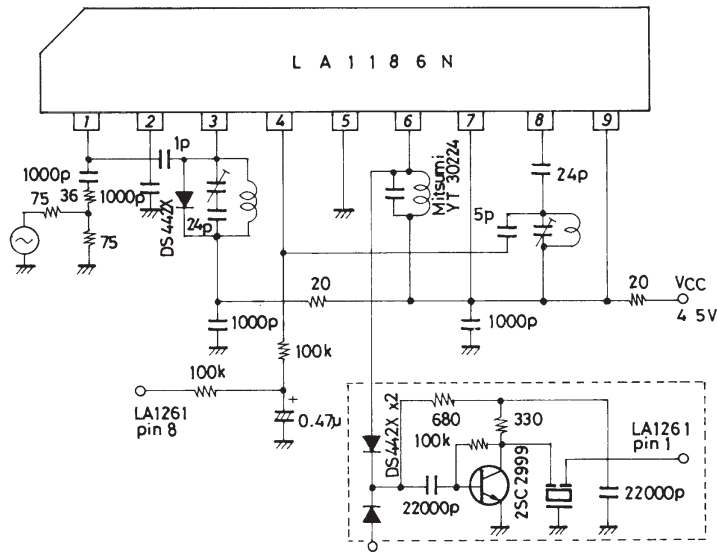 LA1186N
1 2 3 4 5 6 7 8 9
1p
1000p
36
1000p
75
75
DS442X
24p
Mitsumi
YT 30224
24p
5p
20
20
VCC
4 5V
1000p
1000p
100k
100k
LA1261
pin 8
+
0.47μ
DS442X x2
680
330
100k
22000p
2SC2999
LA1261
pin 1
22000p